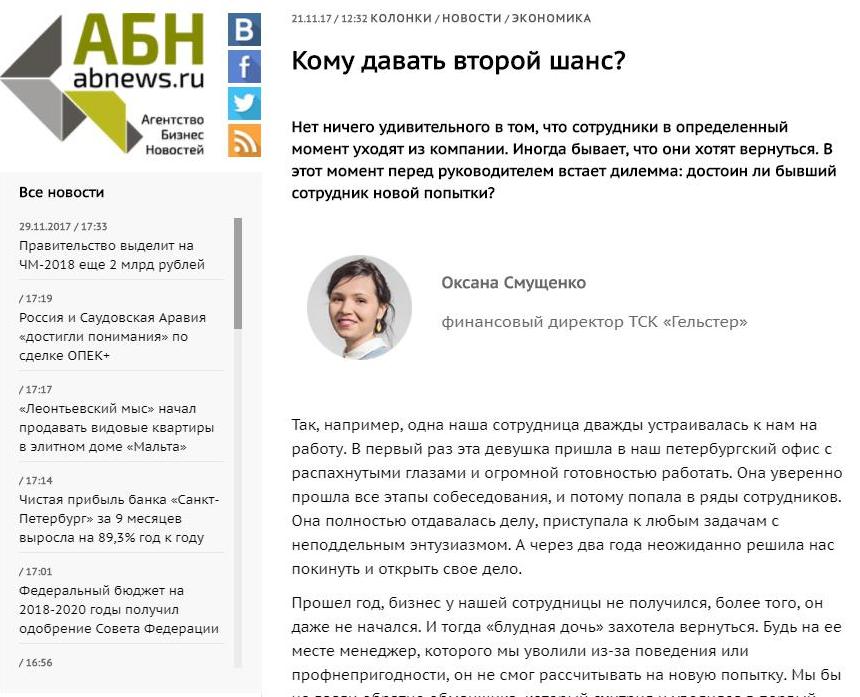 АБН
abnews.ru
Агентство
Бизнес
Новостей
B
f
Все новости
29.11.2017 / 17:33
Правительство выделит на
ЧМ-2018 еще 2 млрд рублей
/ 17:19
Россия и Саудовская Аравия
«достигли понимания» по
сделке ОПЕК+
/ 17:17
«Леонтьевский мыс» начал
продавать видовые квартиры
в элитном доме «Мальта»
/ 17:14
Чистая прибыль банка «Санкт-
Петербург» за 9 месяцев
выросла на 89,3% год к году
/ 17:01
Федеральный бюджет на
2018-2020 годы получил
одобрение Совета Федерации
/ 16:56
21.11.17 / 12:32 КОЛОНКИ / НОВОСТИ / ЭКОНОМИКА
Кому давать второй шанс?
Нет ничего удивительного в том, что сотрудники в определенный
момент уходят из компании. Иногда бывает, что они хотят вернуться. В
этот момент перед руководителем встает дилемма: достоин ли бывший
сотрудник новой попытки?
Оксана Смущенко
финансовый директор ТСК «Гельстер»
Так, например, одна наша сотрудница дважды устраивалась к нам на
работу. В первый раз эта девушка пришла в наш петербургский офис с
распахнутыми глазами и огромной готовностью работать. Она уверенно
прошла все этапы собеседования, и потому попала в ряды сотрудников.
Она полностью отдавалась делу, приступала к любым задачам с
неподдельным энтузиазмом. А через два года неожиданно решила нас
покинуть и открыть свое дело.
Прошел год, бизнес у нашей сотрудницы не получился, более того, он
даже не начался. И тогда «блудная дочь» захотела вернуться. Будь на ее
месте менеджер, которого мы уволили из-за поведения или
профнепригодности, он не смог рассчитывать на новую попытку. Мы бы